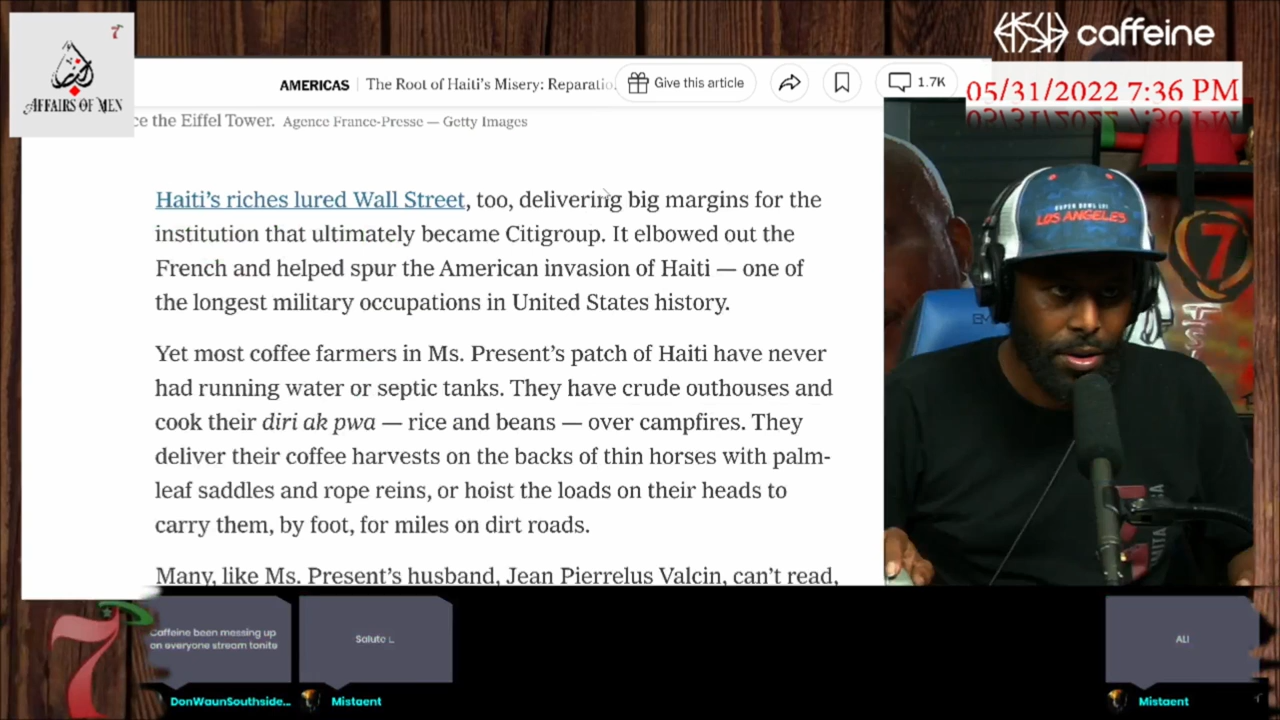 7
AFFAIRS OF MEN
caffeine
05/31/2022 7:36 PM
AMERICAS | The Root of Haiti's Misery: Reparatio
Give this article
1.7K
ce the Eiffel Tower. Agence France-Presse — Getty Images
Haiti's riches lured Wall Street, too, delivering big margins for the
institution that ultimately became Citigroup. It elbowed out the
French and helped spur the American invasion of Haiti — one of
the longest military occupations in United States history.
Yet most coffee farmers in Ms. Present's patch of Haiti have never
had running water or septic tanks. They have crude outhouses and
cook their diri ak pwa — rice and beans — over campfires. They
deliver their coffee harvests on the backs of thin horses with palm-
leaf saddles and rope reins, or hoist the loads on their heads to
carry them, by foot, for miles on dirt roads.
Many, like Ms. Present's husband, Jean Pierrelus Valcin, can't read,
SUPER BOWL LVI
LOS ANGELES
7
7
Caffeine been messing up
on everyone stream tonite
DonWaunSouthside...
Salute
Mistaent
ALI
Mistaent